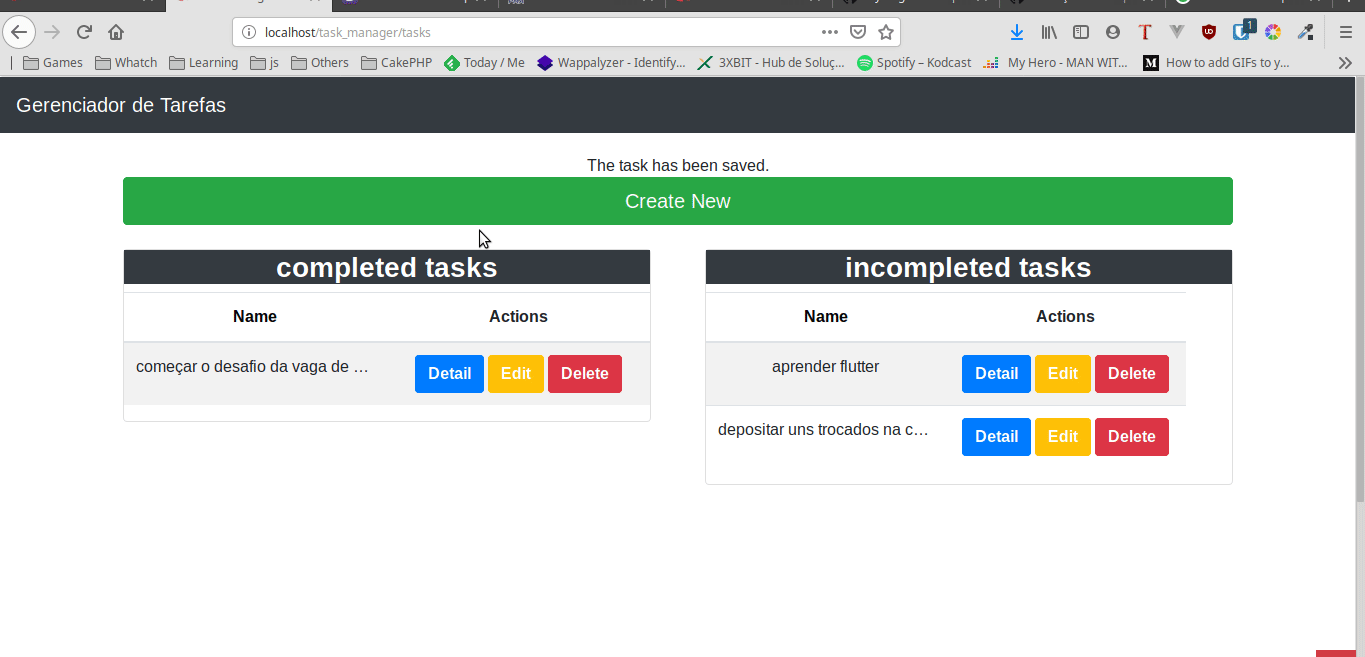 localhost/task_manager/tasks
1
Games Whatch Learning js Others CakePHP Today / Me Wappalyzer - Identify... 3XBIT - Hub de Soluç... Spotify – Kodcast My Hero - MAN WIT... M How to add GIFs to y...
Gerenciador de Tarefas
The task has been saved.
Create New
completed tasks
Name Actions
começar o desafio da vaga de ... Detail Edit Delete
incompleted tasks
Name Actions
aprender flutter Detail Edit Delete
depositar uns trocados na c... Detail Edit Delete